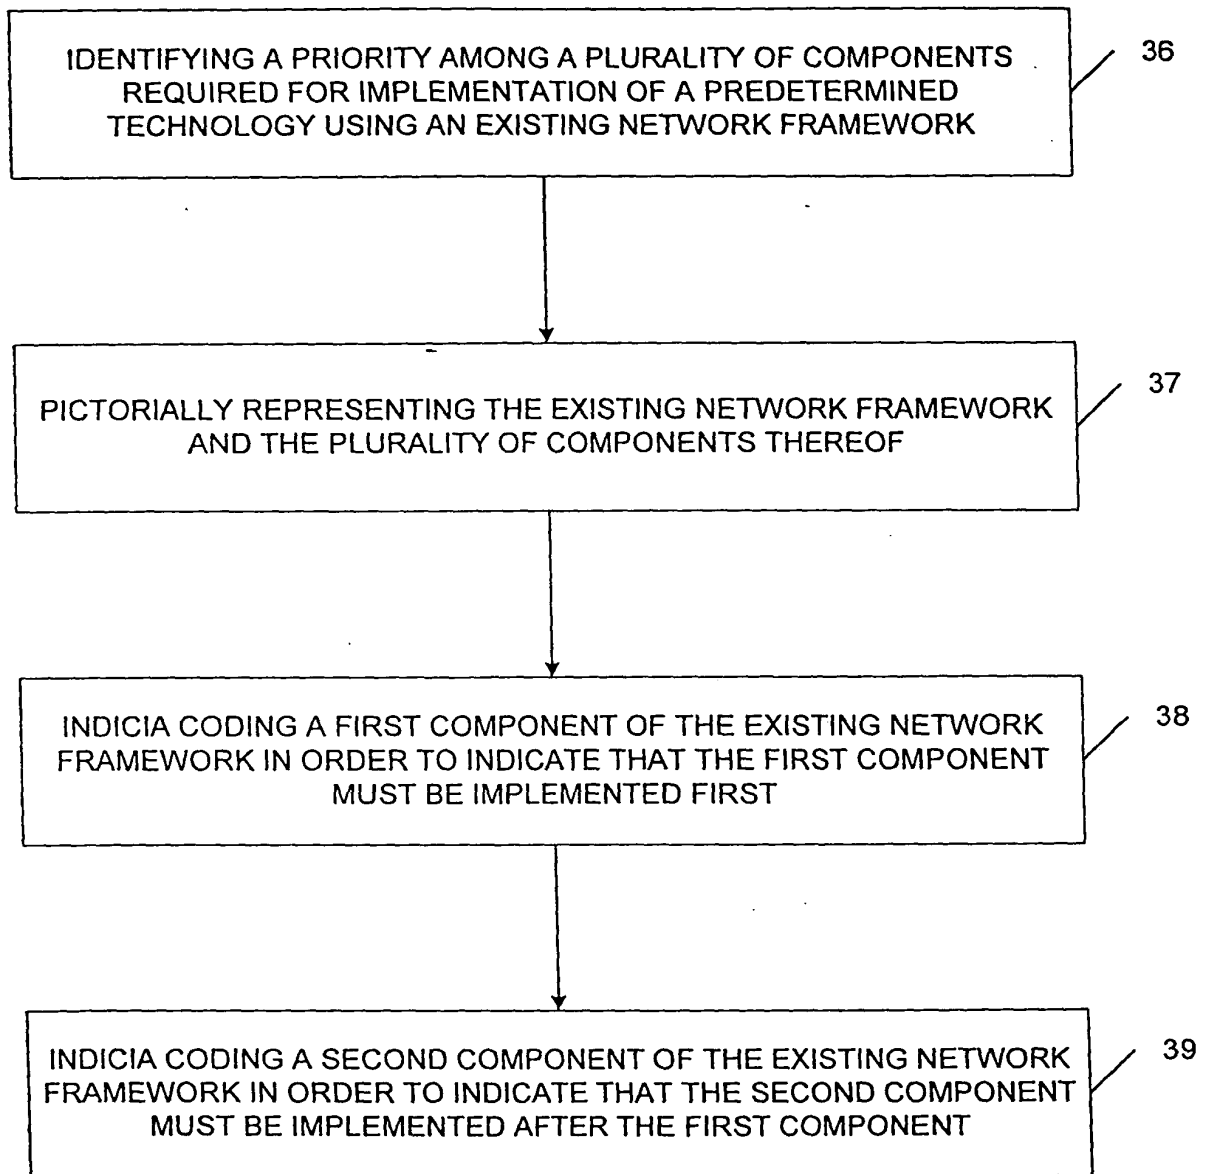 IDENTIFYING A PRIORITY AMONG A PLURALITY OF COMPONENTS
REQUIRED FOR IMPLEMENTATION OF A PREDETERMINED
TECHNOLOGY USING AN EXISTING NETWORK FRAMEWORK
36
PICTORIALLY REPRESENTING THE EXISTING NETWORK FRAMEWORK
AND THE PLURALITY OF COMPONENTS THEREOF
37
INDICIA CODING A FIRST COMPONENT OF THE EXISTING NETWORK
FRAMEWORK IN ORDER TO INDICATE THAT THE FIRST COMPONENT
MUST BE IMPLEMENTED FIRST
38
INDICIA CODING A SECOND COMPONENT OF THE EXISTING NETWORK
FRAMEWORK IN ORDER TO INDICATE THAT THE SECOND COMPONENT
MUST BE IMPLEMENTED AFTER THE FIRST COMPONENT
39